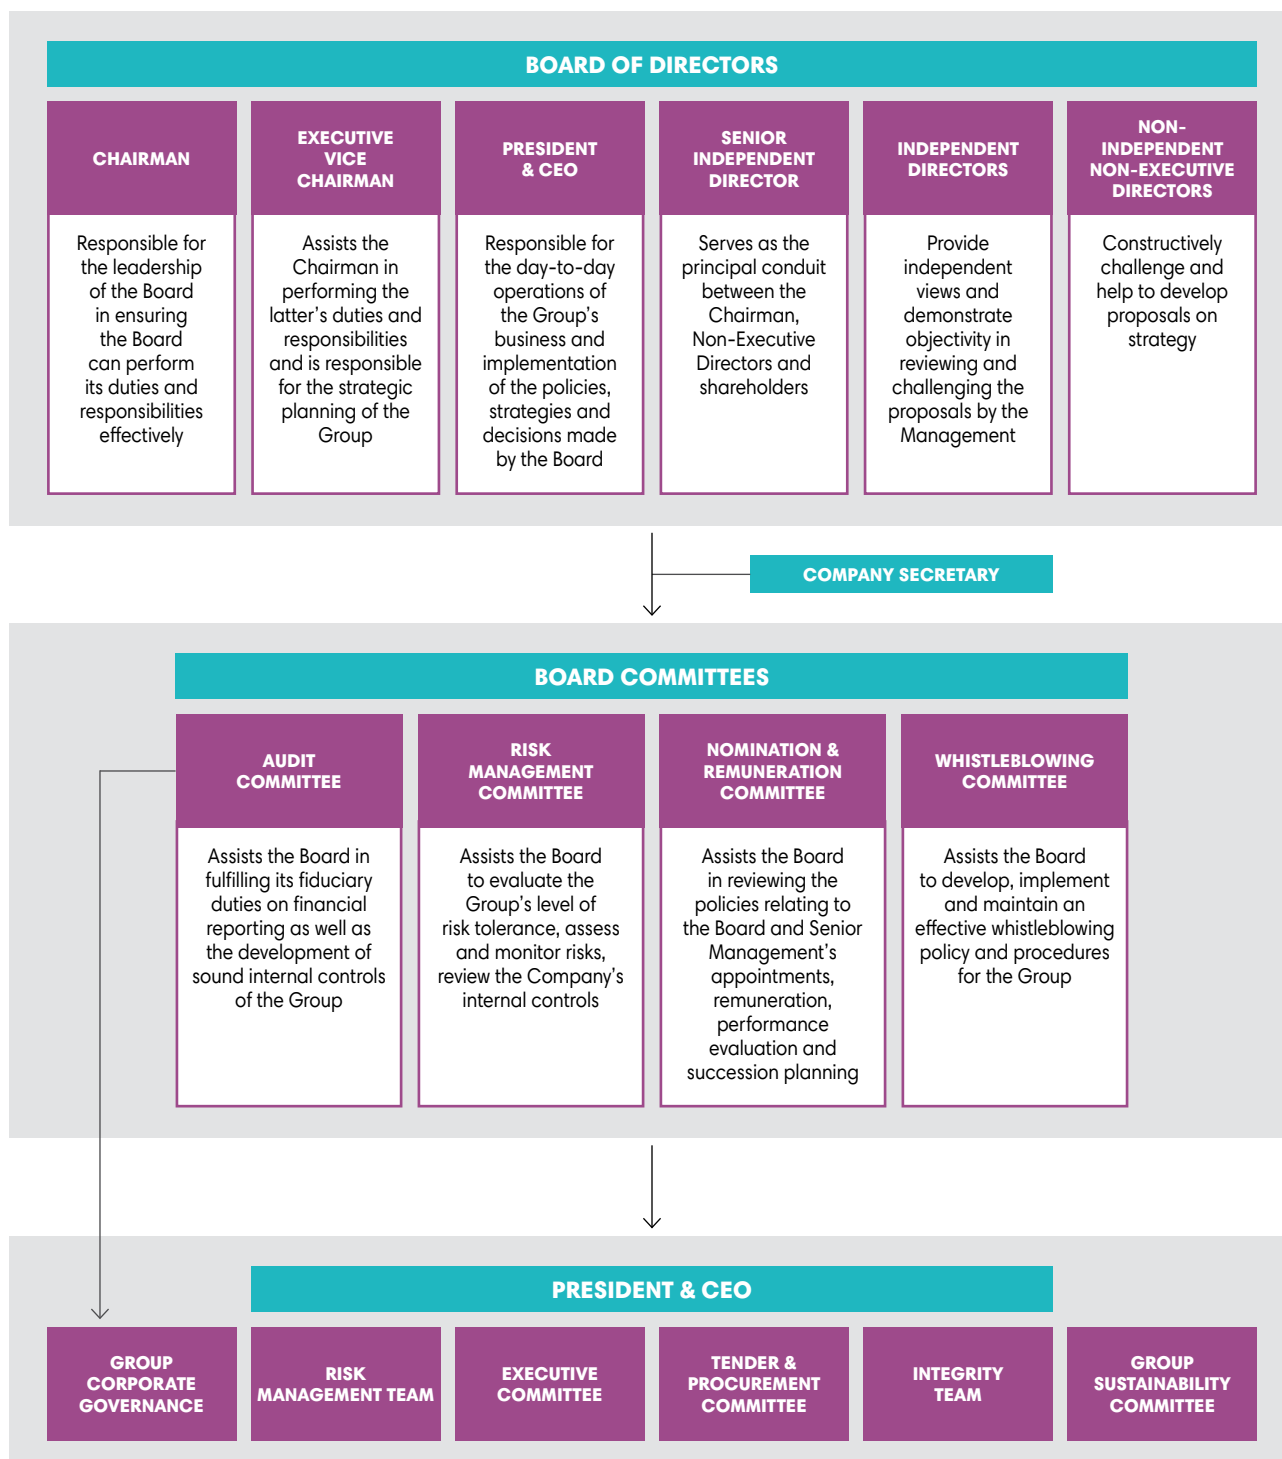 BOARD OF DIRECTORS
CHAIRMAN
Responsible for
the leadership
of the Board
in ensuring
the Board
can perform
its duties and
responsibilities
effectively
EXECUTIVE
VICE
CHAIRMAN
Assists the
Chairman in
performing the
latter's duties and
responsibilities
and is responsible
for the strategic
planning of the
Group
PRESIDENT
& CEO
Responsible for
the day-to-day
operations of
the Group's
business and
implementation
of the policies,
strategies and
decisions made
by the Board
SENIOR
INDEPENDENT
DIRECTOR
Serves as the
principal conduit
between the
Chairman,
Non-Executive
Directors and
shareholders
INDEPENDENT
DIRECTORS
Provide
independent
views and
demonstrate
objectivity in
reviewing and
challenging the
proposals by the
Management
NON-
INDEPENDENT
NON-EXECUTIVE
DIRECTORS
Constructively
challenge and
help to develop
proposals on
strategy
COMPANY SECRETARY
BOARD COMMITTEES
AUDIT
COMMITTEE
Assists the Board in
fulfilling its fiduciary
duties on financial
reporting as well as
the development of
sound internal controls
of the Group
RISK
MANAGEMENT
COMMITTEE
Assists the Board
to evaluate the
Group's level of
risk tolerance, assess
and monitor risks,
review the Company's
internal controls
NOMINATION &
REMUNERATION
COMMITTEE
Assists the Board
in reviewing the
policies relating to
the Board and Senior
Management's
appointments,
remuneration,
performance
evaluation and
succession planning
WHISTLEBLOWING
COMMITTEE
Assists the Board
to develop, implement
and maintain an
effective whistleblowing
policy and procedures
for the Group
PRESIDENT & CEO
GROUP
CORPORATE
GOVERNANCE
RISK
MANAGEMENT TEAM
EXECUTIVE
COMMITTEE
TENDER &
PROCUREMENT
COMMITTEE
INTEGRITY
TEAM
GROUP
SUSTAINABILITY
COMMITTEE